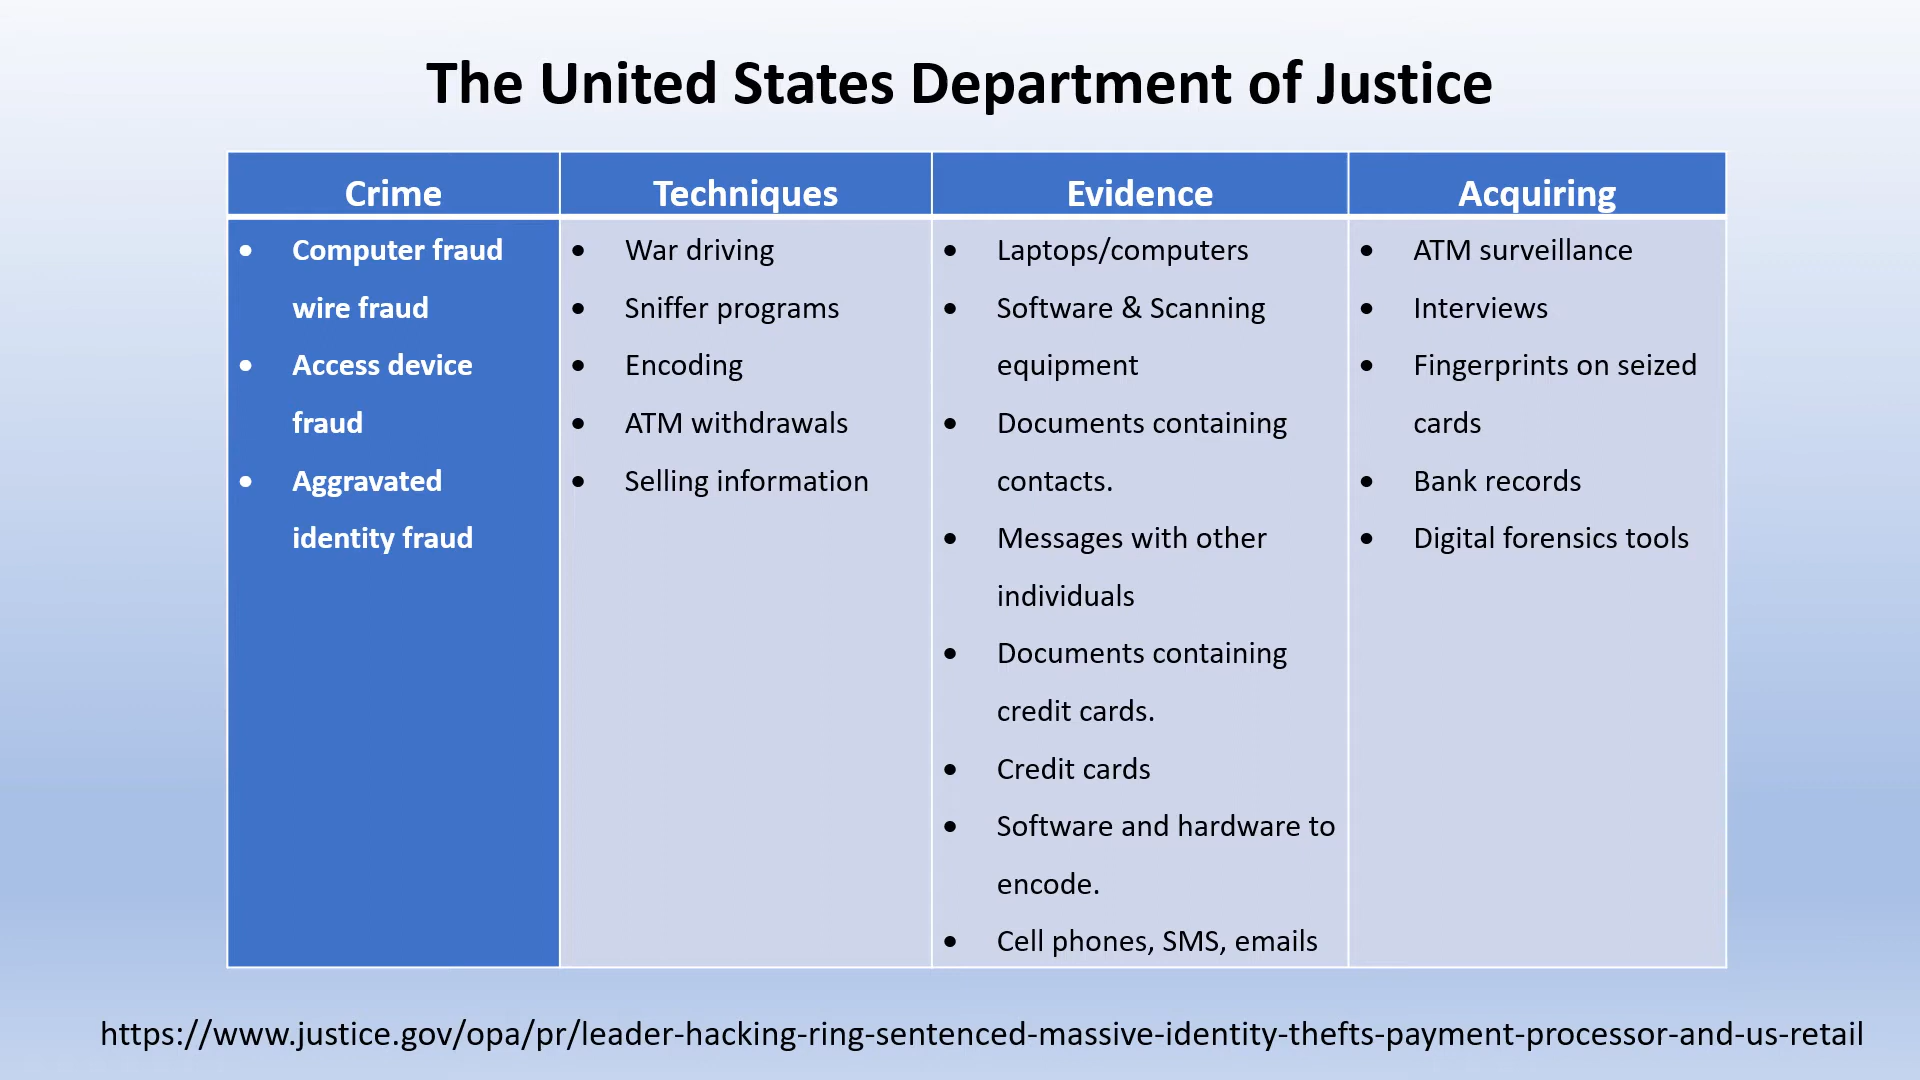 The United States Department of Justice
Crime
Techniques
Evidence
Acquiring
• Computer fraud
wire fraud
• Access device
fraud
• Aggravated
identity fraud
• War driving
• Sniffer programs
• Encoding
• ATM withdrawals
• Selling information
• Laptops/computers
• Software & Scanning
equipment
• Documents containing
contacts.
• Messages with other
individuals
• Documents containing
credit cards.
• Credit cards
• Software and hardware to
encode.
• Cell phones, SMS, emails
• ATM surveillance
• Interviews
• Fingerprints on seized
cards
• Bank records
• Digital forensics tools
https://www.justice.gov/opa/pr/leader-hacking-ring-sentenced-massive-identity-thefts-payment-processor-and-us-retail